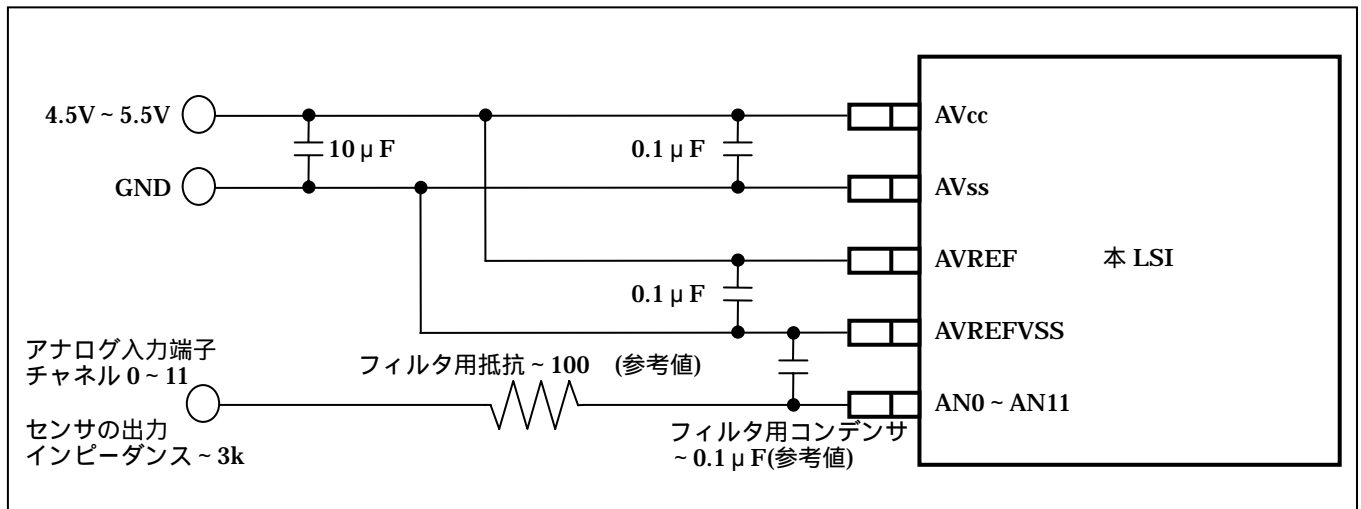 4.5V ~ 5.5V
AVcc
10 μ F
0.1 μ F
GND
AVss
AVREF
本 LSI
0.1 μ F
AVREFVSS
アナログ入力端子
チャネル 0 ~ 11
フィルタ用抵抗 ~ 100 (参考値)
AN0 ~ AN11
センサの出力
インピーダンス ~ 3k
フィルタ用コンデンサ
~ 0.1 μ F(参考値)